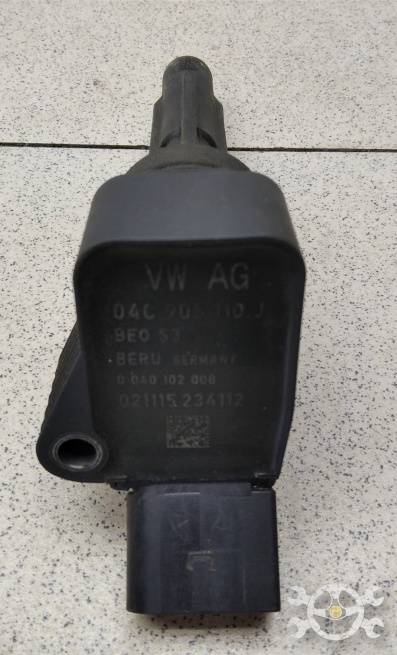 VW AG
04C 905 110 J
BEO S3
BERU GERMANY
0 040 102 008
021115 234112